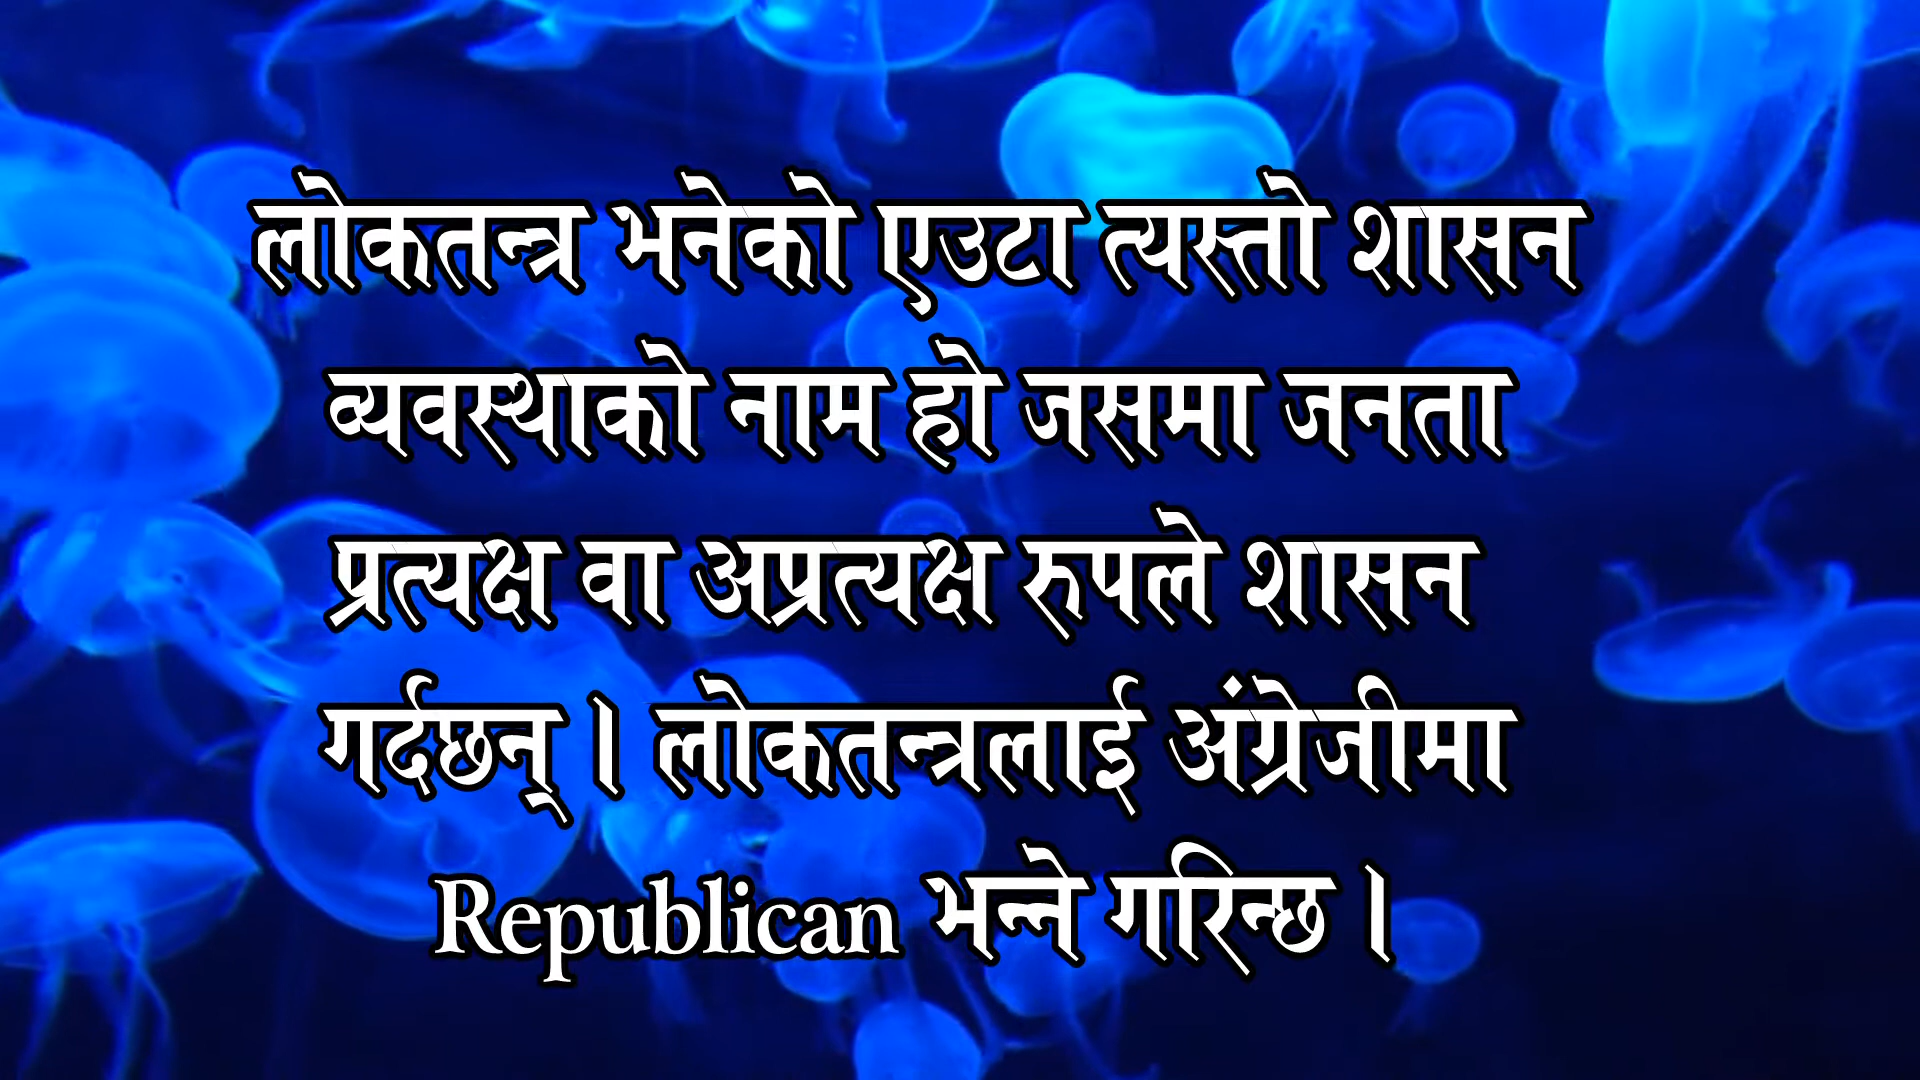 लोकतन्त्र भनेको एउटा त्यस्तो शासन
व्यवस्थाको नाम हो जसमा जनता
प्रत्यक्ष वा अप्रत्यक्ष रुपले शासन
गर्दछन् । लोकतन्त्रलाई अंग्रेजीमा
Republican भन्ने गरिन्छ ।